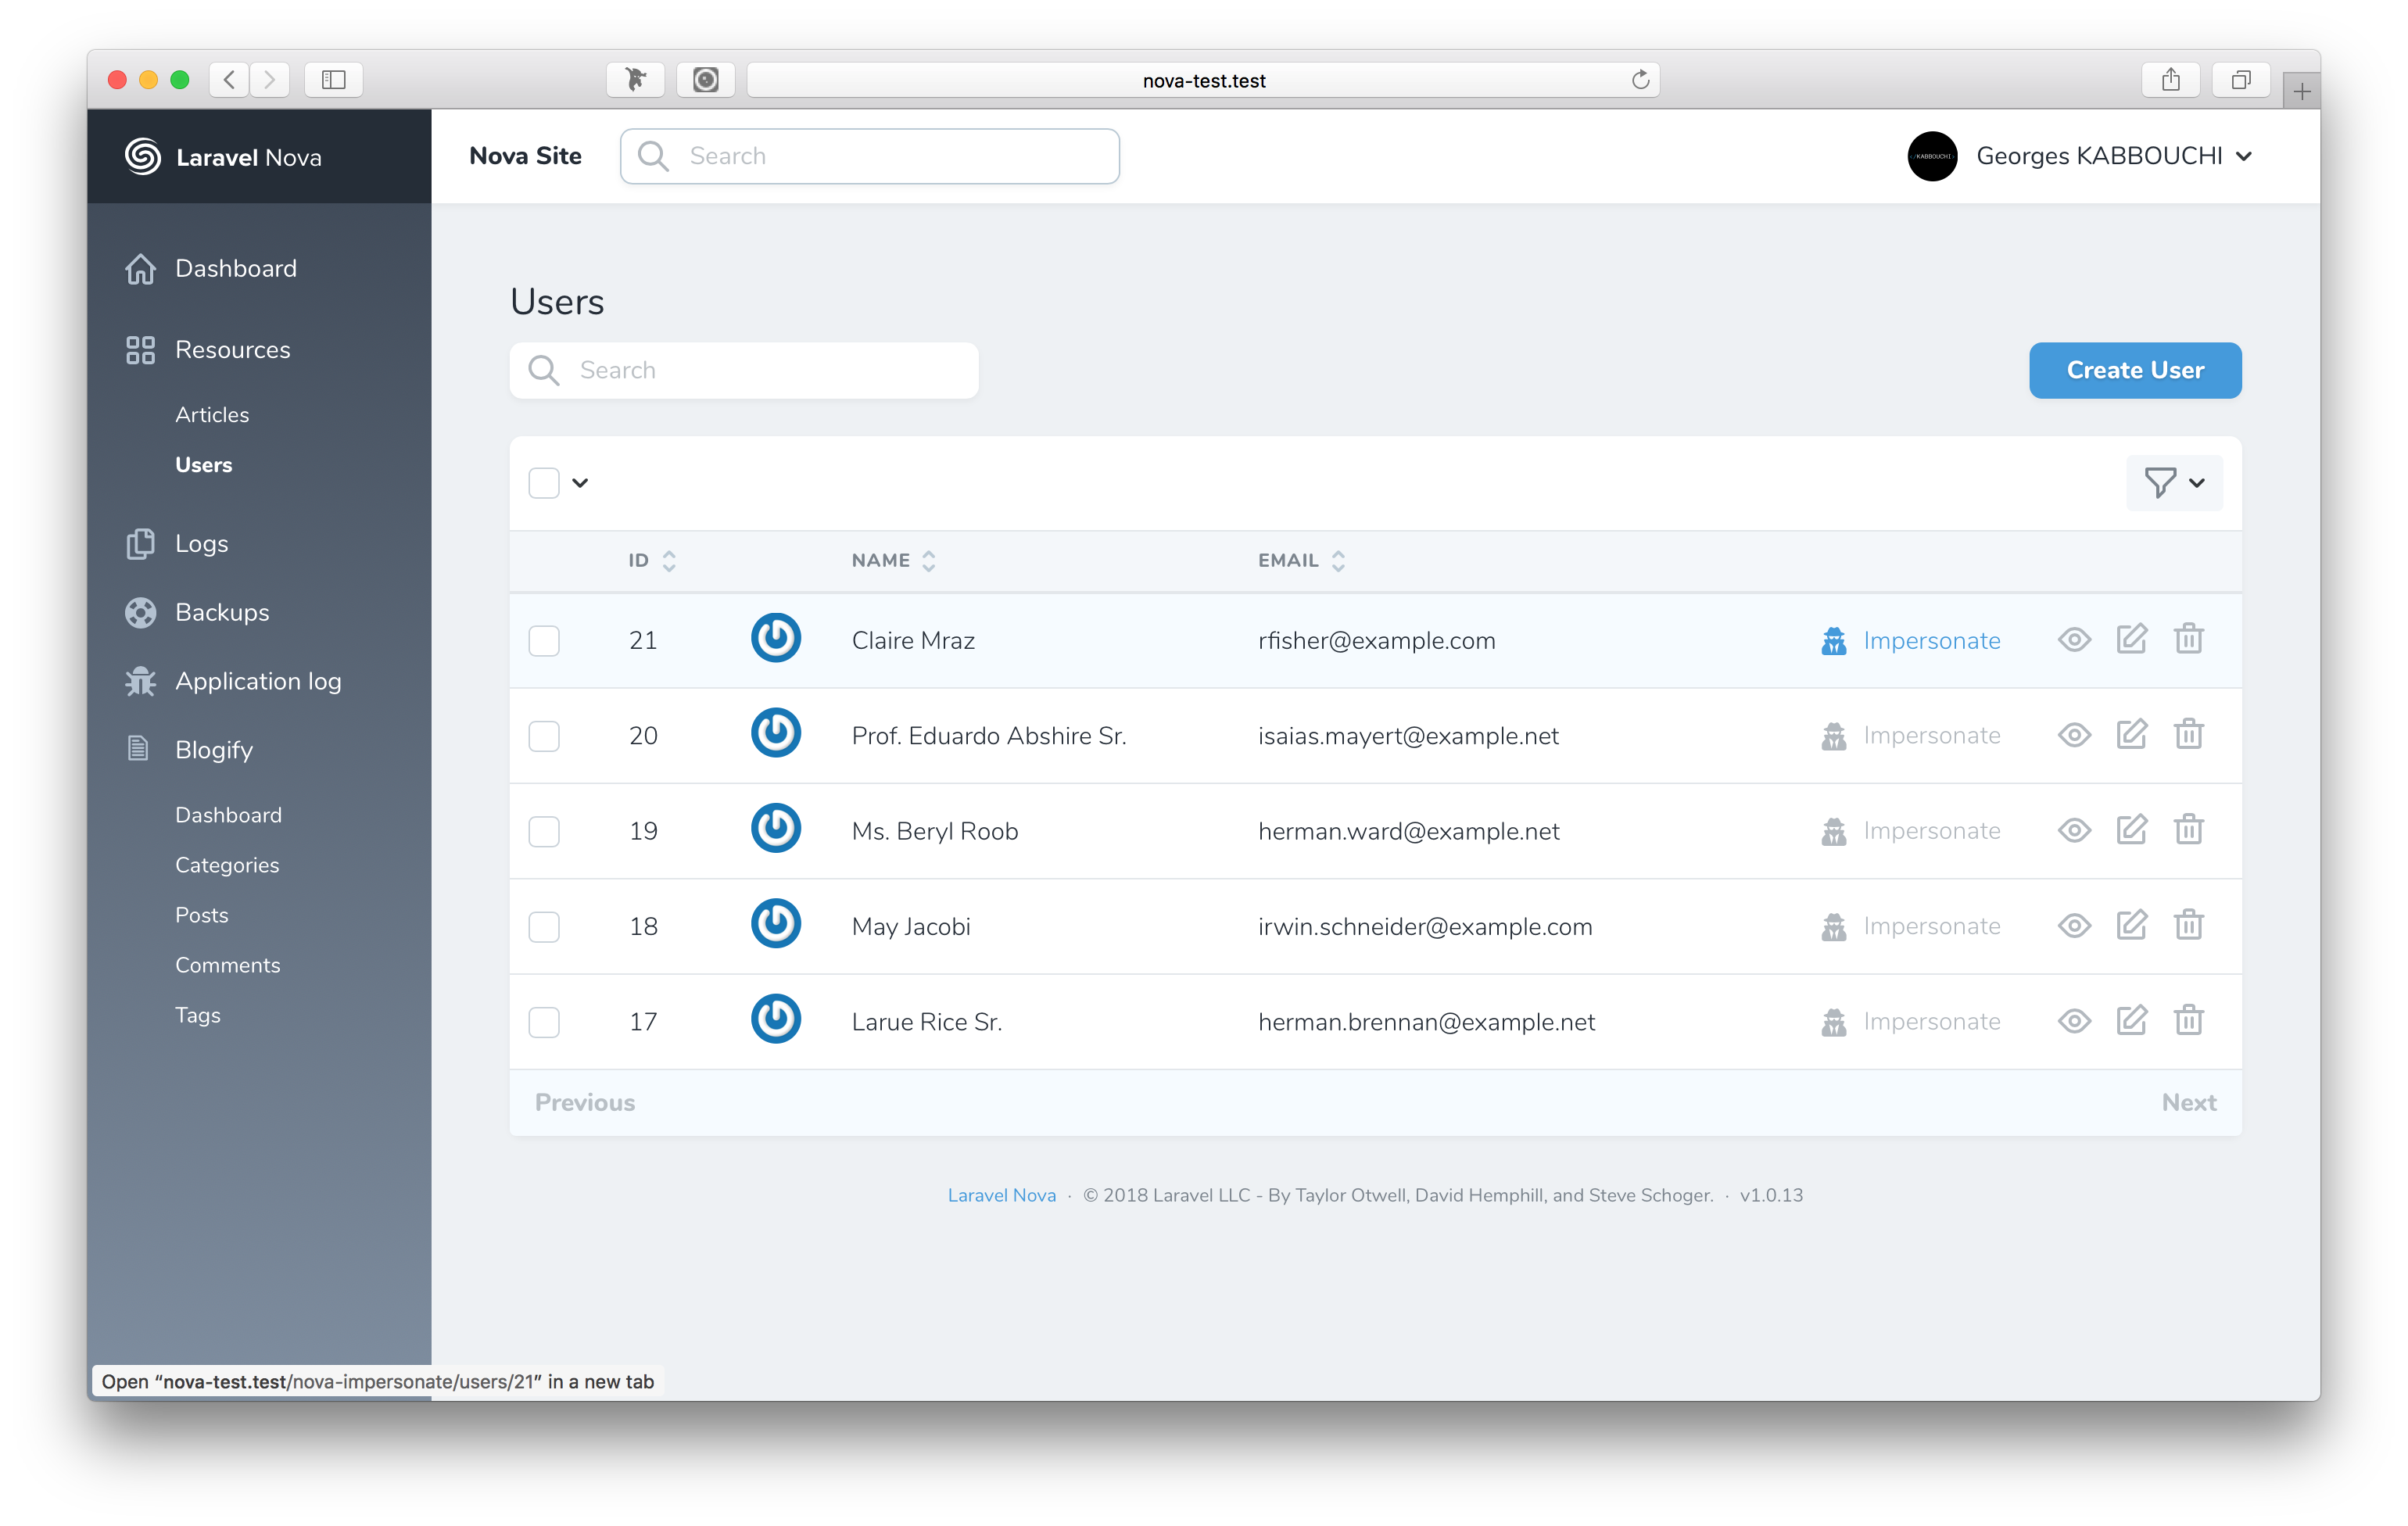 nova-test.test
Laravel Nova
Nova Site
Search
KABBOUCHI
Georges KABBOUCHI
Dashboard
Resources
Articles
Users
Logs
Backups
Application log
Blogify
Dashboard
Categories
Posts
Comments
Tags
Users
Search
Create User
ID NAME EMAIL
21 Claire Mraz rfisher@example.com Impersonate
20 Prof. Eduardo Abshire Sr. isaias.mayert@example.net Impersonate
19 Ms. Beryl Roob herman.ward@example.net Impersonate
18 May Jacobi irwin.schneider@example.com Impersonate
17 Larue Rice Sr. herman.brennan@example.net Impersonate
Previous Next
Laravel Nova · © 2018 Laravel LLC - By Taylor Otwell, David Hemphill, and Steve Schoger. · v1.0.13
Open “nova-test.test/nova-impersonate/users/21” in a new tab